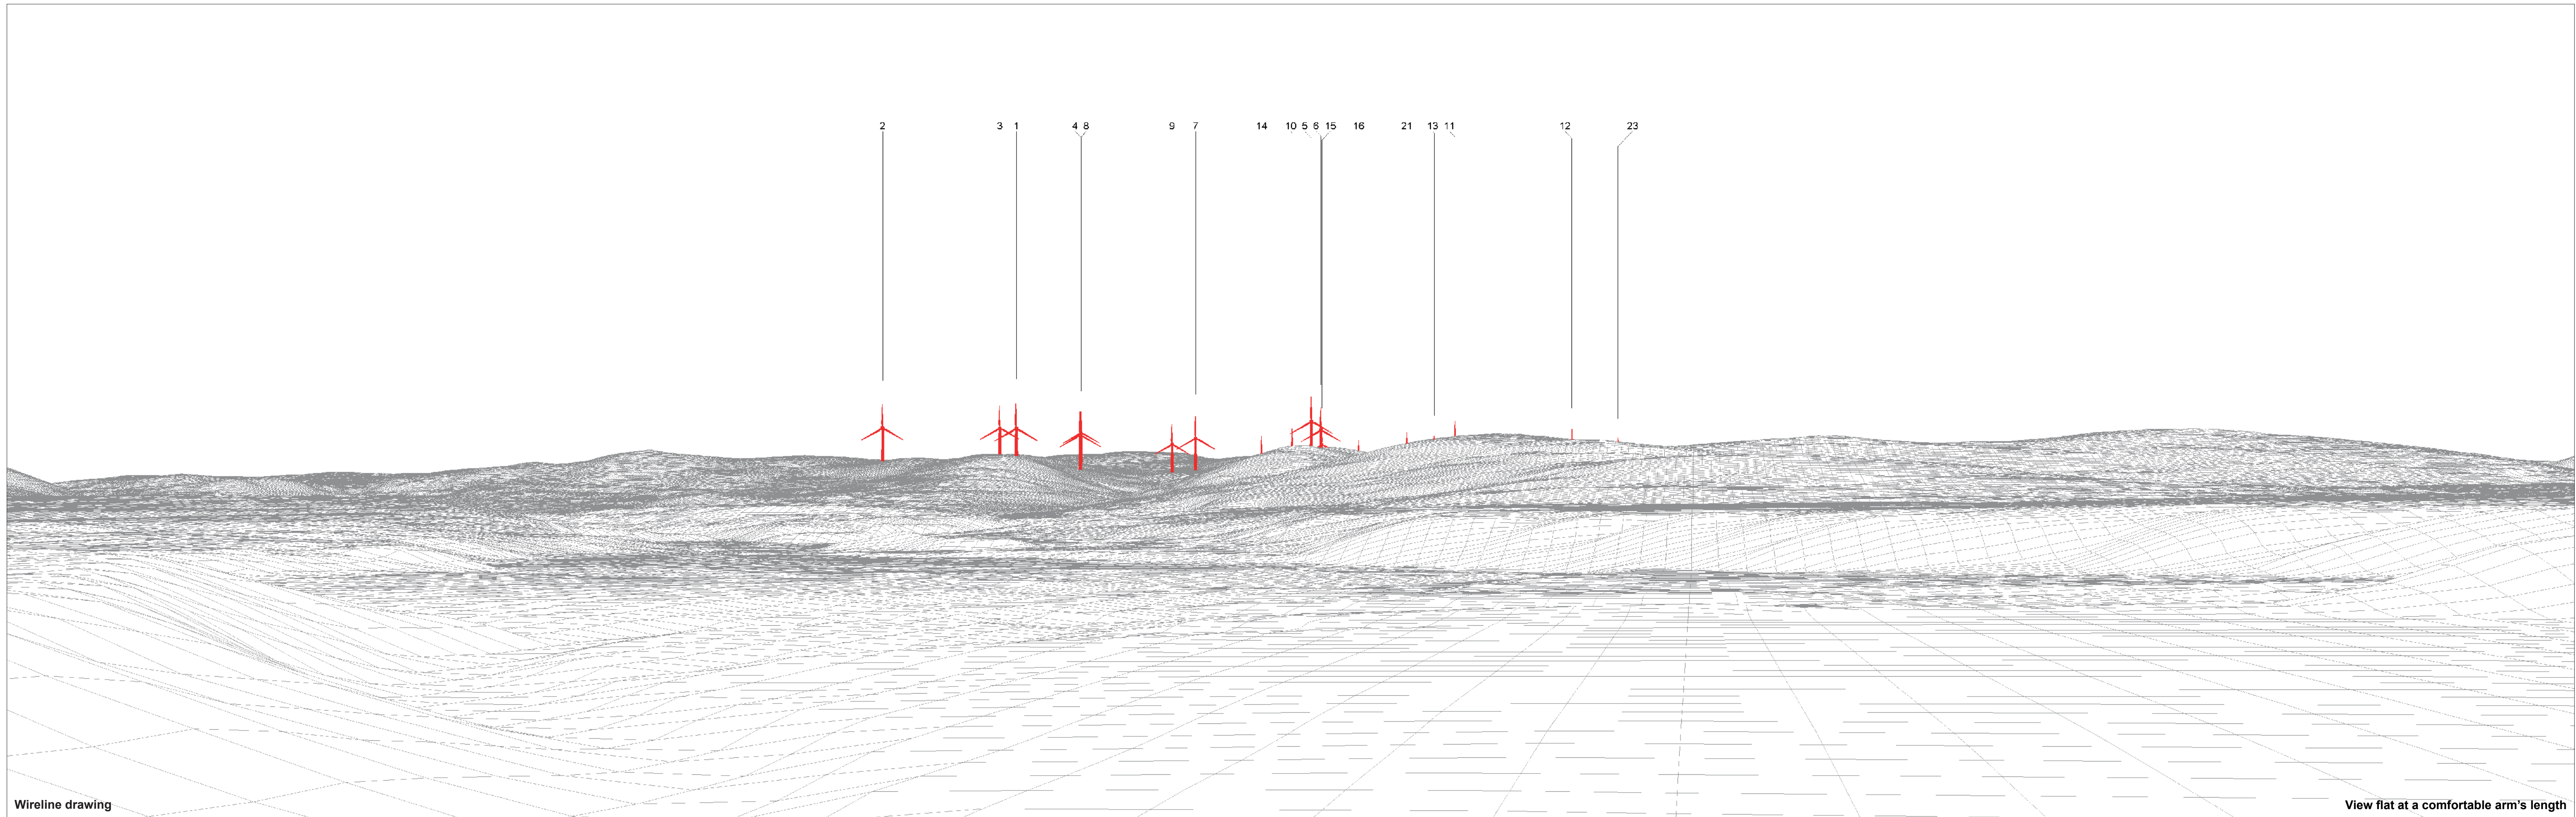 2 3 1 4 8 9 7 14 10 5 6 15 16 21 13 11 12 23
Wireline drawing
View flat at a comfortable arm's length